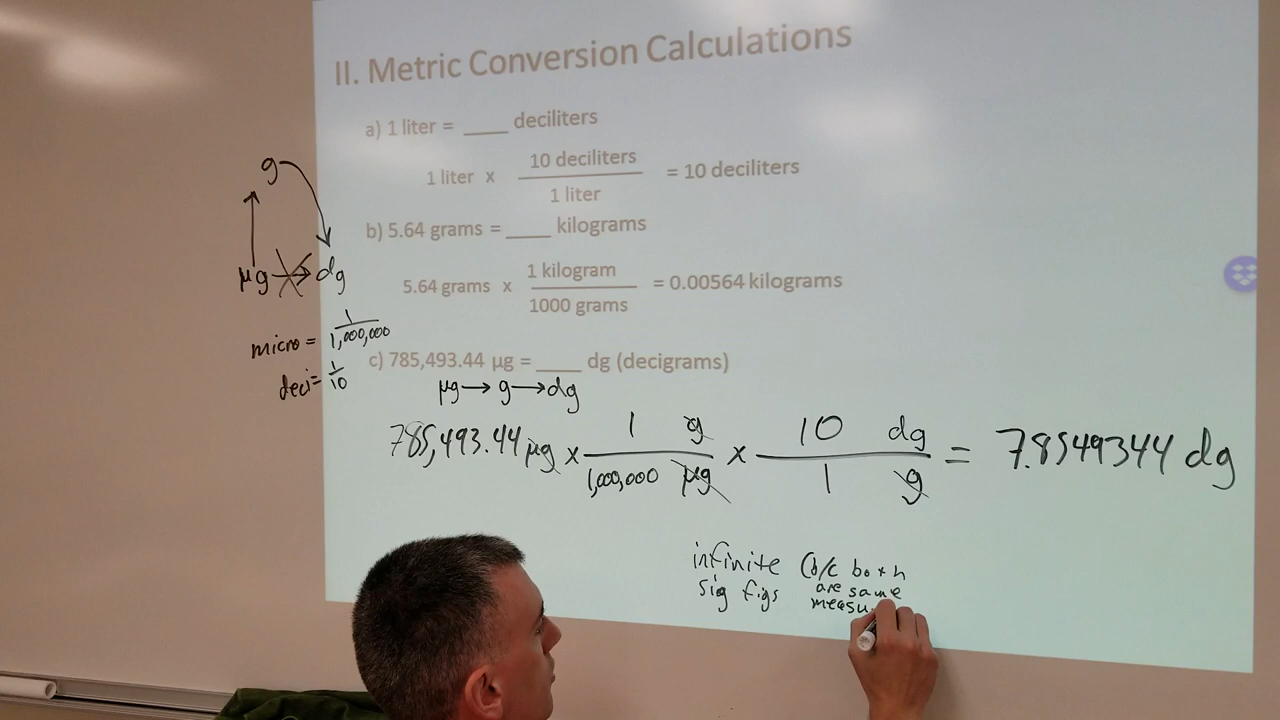 II. Metric Conversion Calculations
a) 1 liter = ____ deciliters
1 liter x 10 deciliters / 1 liter = 10 deciliters
b) 5.64 grams = ____ kilograms
5.64 grams x 1 kilogram / 1000 grams = 0.00564 kilograms
c) 785,493.44 µg = ____ dg (decigrams)
g
µg → dg
micro = 1/1,000,000
deci = 1/10
µg → g → dg
785,493.44 µg x 1 g / 1,000,000 µg x 10 dg / 1 g = 7.8549344 dg
infinite (b/c both
sig figs are same
measu